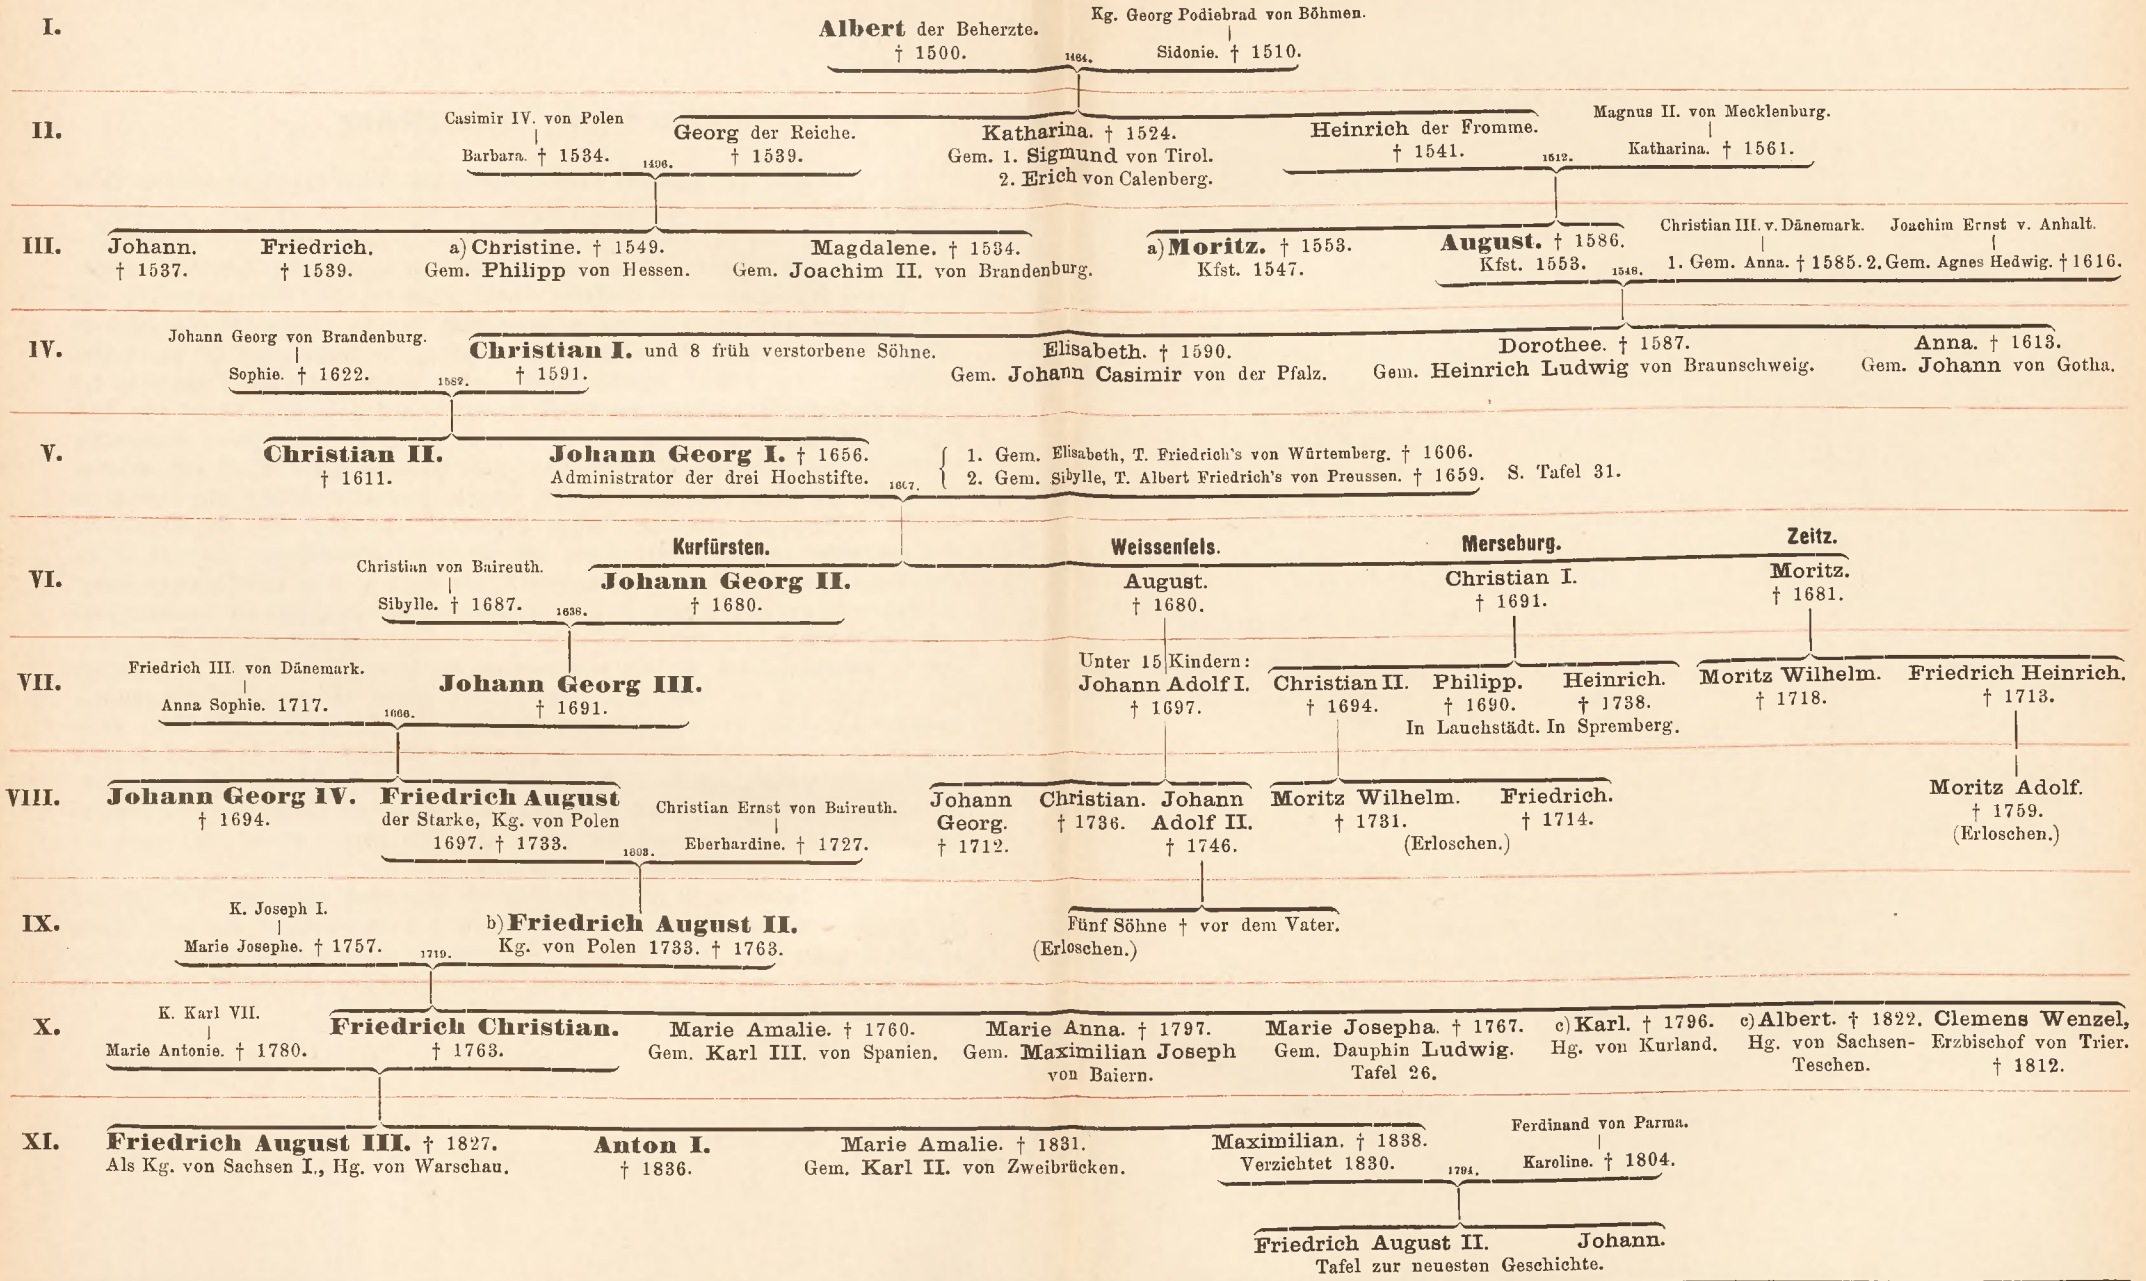 I.
Albert der Beherzte.
† 1500.
1464.
Kg. Georg Podiebrad von Böhmen.
Sidonie. † 1510.
II.
Casimir IV. von Polen
Barbara. † 1534.
1496.
Georg der Reiche.
† 1539.
Katharina. † 1524.
Gem. 1. Sigmund von Tirol.
2. Erich von Calenberg.
Heinrich der Fromme.
† 1541.
1512.
Magnus II. von Mecklenburg.
Katharina. † 1561.
III.
Johann.
† 1537.
Friedrich.
† 1539.
a) Christine. † 1549.
Gem. Philipp von Hessen.
Magdalene. † 1534.
Gem. Joachim II. von Brandenburg.
a) Moritz. † 1553.
Kfst. 1547.
August. † 1586.
Kfst. 1553.
1548.
Christian III. v. Dänemark.
1. Gem. Anna. † 1585.
Joachim Ernst v. Anhalt.
2. Gem. Agnes Hedwig. † 1616.
IV.
Johann Georg von Brandenburg.
Sophie. † 1622.
1582.
Christian I. und 8 früh verstorbene Söhne.
† 1591.
Elisabeth. † 1590.
Gem. Johann Casimir von der Pfalz.
Dorothee. † 1587.
Gem. Heinrich Ludwig von Braunschweig.
Anna. † 1613.
Gem. Johann von Gotha.
V.
Christian II.
† 1611.
Johann Georg I. † 1656.
Administrator der drei Hochstifte.
1607.
1. Gem. Elisabeth, T. Friedrich's von Würtemberg. † 1606.
2. Gem. Sibylle, T. Albert Friedrich's von Preussen. † 1659. S. Tafel 31.
Kurfürsten.
Weissenfels.
Merseburg.
Zeitz.
VI.
Christian von Baireuth.
Sibylle. † 1687.
1638.
Johann Georg II.
† 1680.
August.
† 1680.
Christian I.
† 1691.
Moritz.
† 1681.
VII.
Friedrich III. von Dänemark.
Anna Sophie. 1717.
1666.
Johann Georg III.
† 1691.
Unter 15 Kindern:
Johann Adolf I.
† 1697.
Christian II.
† 1694.
Philipp.
† 1690.
In Lauchstädt.
Heinrich.
† 1738.
In Spremberg.
Moritz Wilhelm.
† 1718.
Friedrich Heinrich.
† 1713.
VIII.
Johann Georg IV.
† 1694.
Friedrich August
der Starke, Kg. von Polen
1697. † 1733.
Christian Ernst von Baireuth.
Eberhardine. † 1727.
Johann
Georg.
† 1712.
Christian.
† 1736.
Johann
Adolf II.
† 1746.
Moritz Wilhelm.
† 1731.
Friedrich.
† 1714.
(Erloschen.)
Moritz Adolf.
† 1759.
(Erloschen.)
IX.
K. Joseph I.
Marie Josephe. † 1757.
1719.
b) Friedrich August II.
Kg. von Polen 1733. † 1763.
Fünf Söhne † vor dem Vater.
(Erloschen.)
X.
K. Karl VII.
Marie Antonie. † 1780.
Friedrich Christian.
† 1763.
Marie Amalie. † 1760.
Gem. Karl III. von Spanien.
Marie Anna. † 1797.
Gem. Maximilian Joseph
von Baiern.
Marie Josepha. † 1767.
Gem. Dauphin Ludwig.
Tafel 26.
c) Karl. † 1796.
Hg. von Kurland.
c) Albert. † 1822.
Hg. von Sachsen-
Teschen.
Clemens Wenzel,
Erzbischof von Trier.
† 1812.
XI.
Friedrich August III. † 1827.
Als Kg. von Sachsen I., Hg. von Warschau.
Anton I.
† 1836.
Marie Amalie. † 1831.
Gem. Karl II. von Zweibrücken.
Maximilian. † 1838.
Verzichtet 1830.
1794.
Ferdinand von Parma.
Karoline. † 1804.
Friedrich August II.
Johann.
Tafel zur neuesten Geschichte.